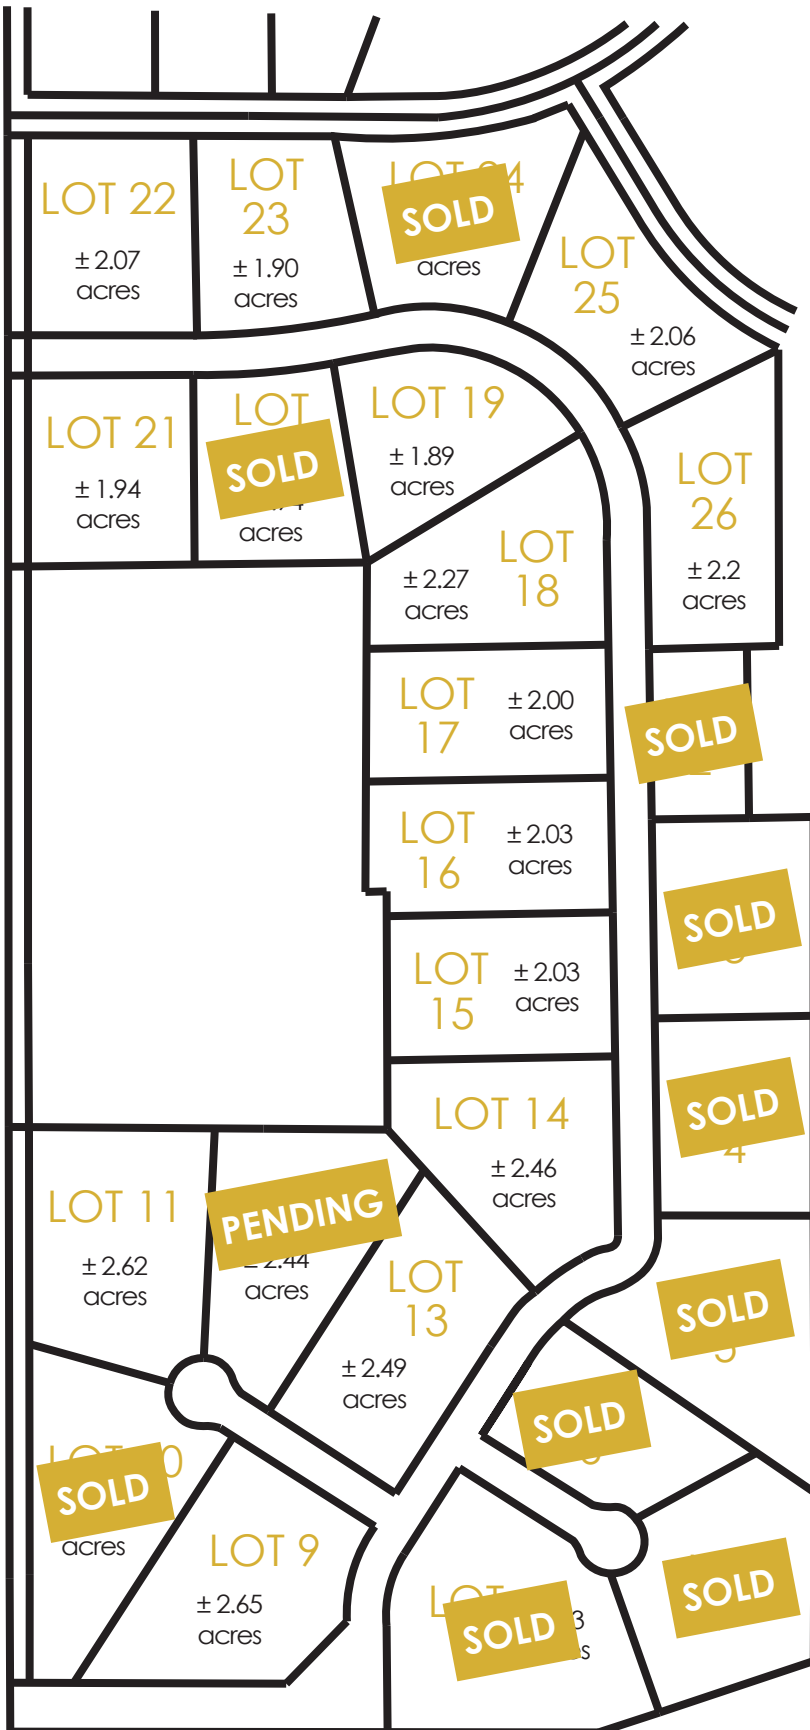 LOT 22
± 2.07
acres
LOT
23
± 1.90
acres
SOLD
acres
LOT
25
± 2.06
acres
LOT 21
± 1.94
acres
LOT
SOLD
acres
LOT 19
± 1.89
acres
LOT
26
± 2.2
acres
LOT
18
± 2.27
acres
LOT
17
± 2.00
acres
SOLD
LOT
16
± 2.03
acres
SOLD
LOT
15
± 2.03
acres
SOLD
4
LOT 14
± 2.46
acres
LOT 11
± 2.62
acres
PENDING
± 2.44
acres
LOT
13
± 2.49
acres
SOLD
SOLD
SOLD
acres
LOT 9
± 2.65
acres
SOLD
SOLD